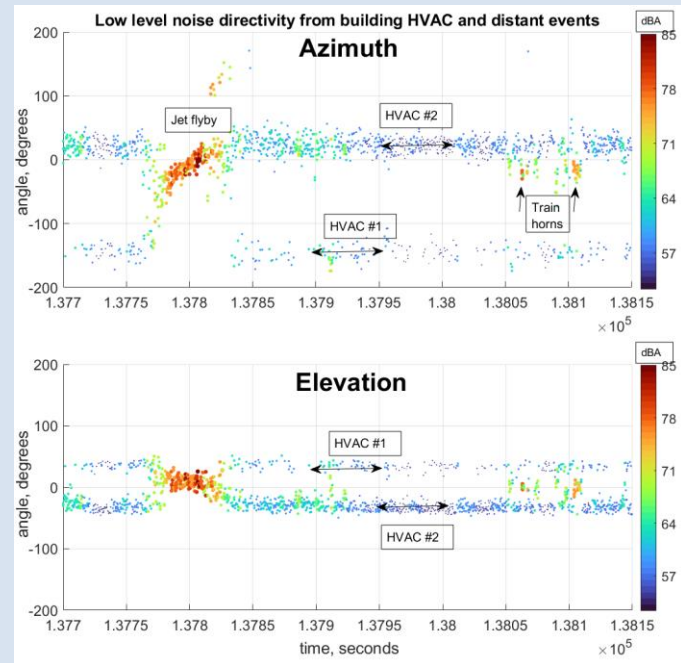 Low level noise directivity from building HVAC and distant events
dBA
Azimuth
200
100
0
-100
-200
angle, degrees
Jet flyby
HVAC #2
HVAC #1
Train
horns
85
78
71
64
57
1.377 1.3775 1.378 1.3785 1.379 1.3795 1.38 1.3805 1.381 1.3815
× 10⁵
dBA
Elevation
200
100
0
-100
-200
angle, degrees
HVAC #1
HVAC #2
85
78
71
64
57
1.377 1.3775 1.378 1.3785 1.379 1.3795 1.38 1.3805 1.381 1.3815
time, seconds
× 10⁵